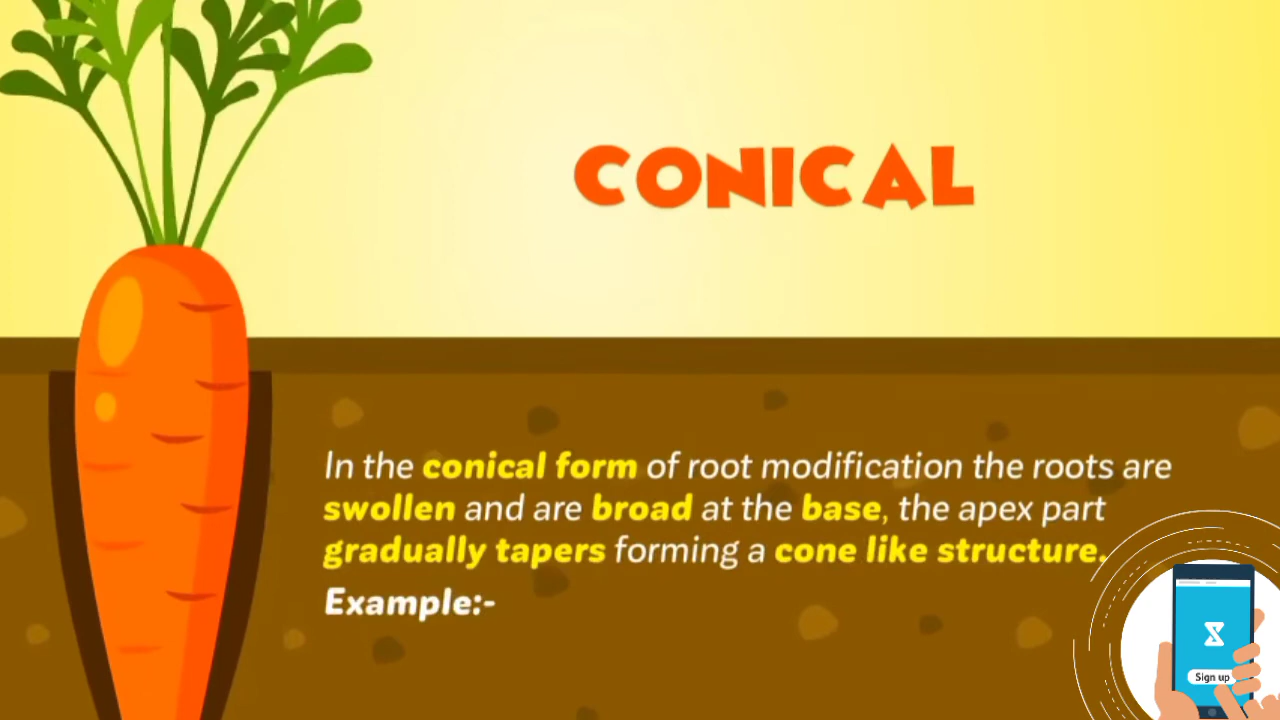 CONICAL
In the conical form of root modification the roots are
swollen and are broad at the base, the apex part
gradually tapers forming a cone like structure.
Example:-
Sign up